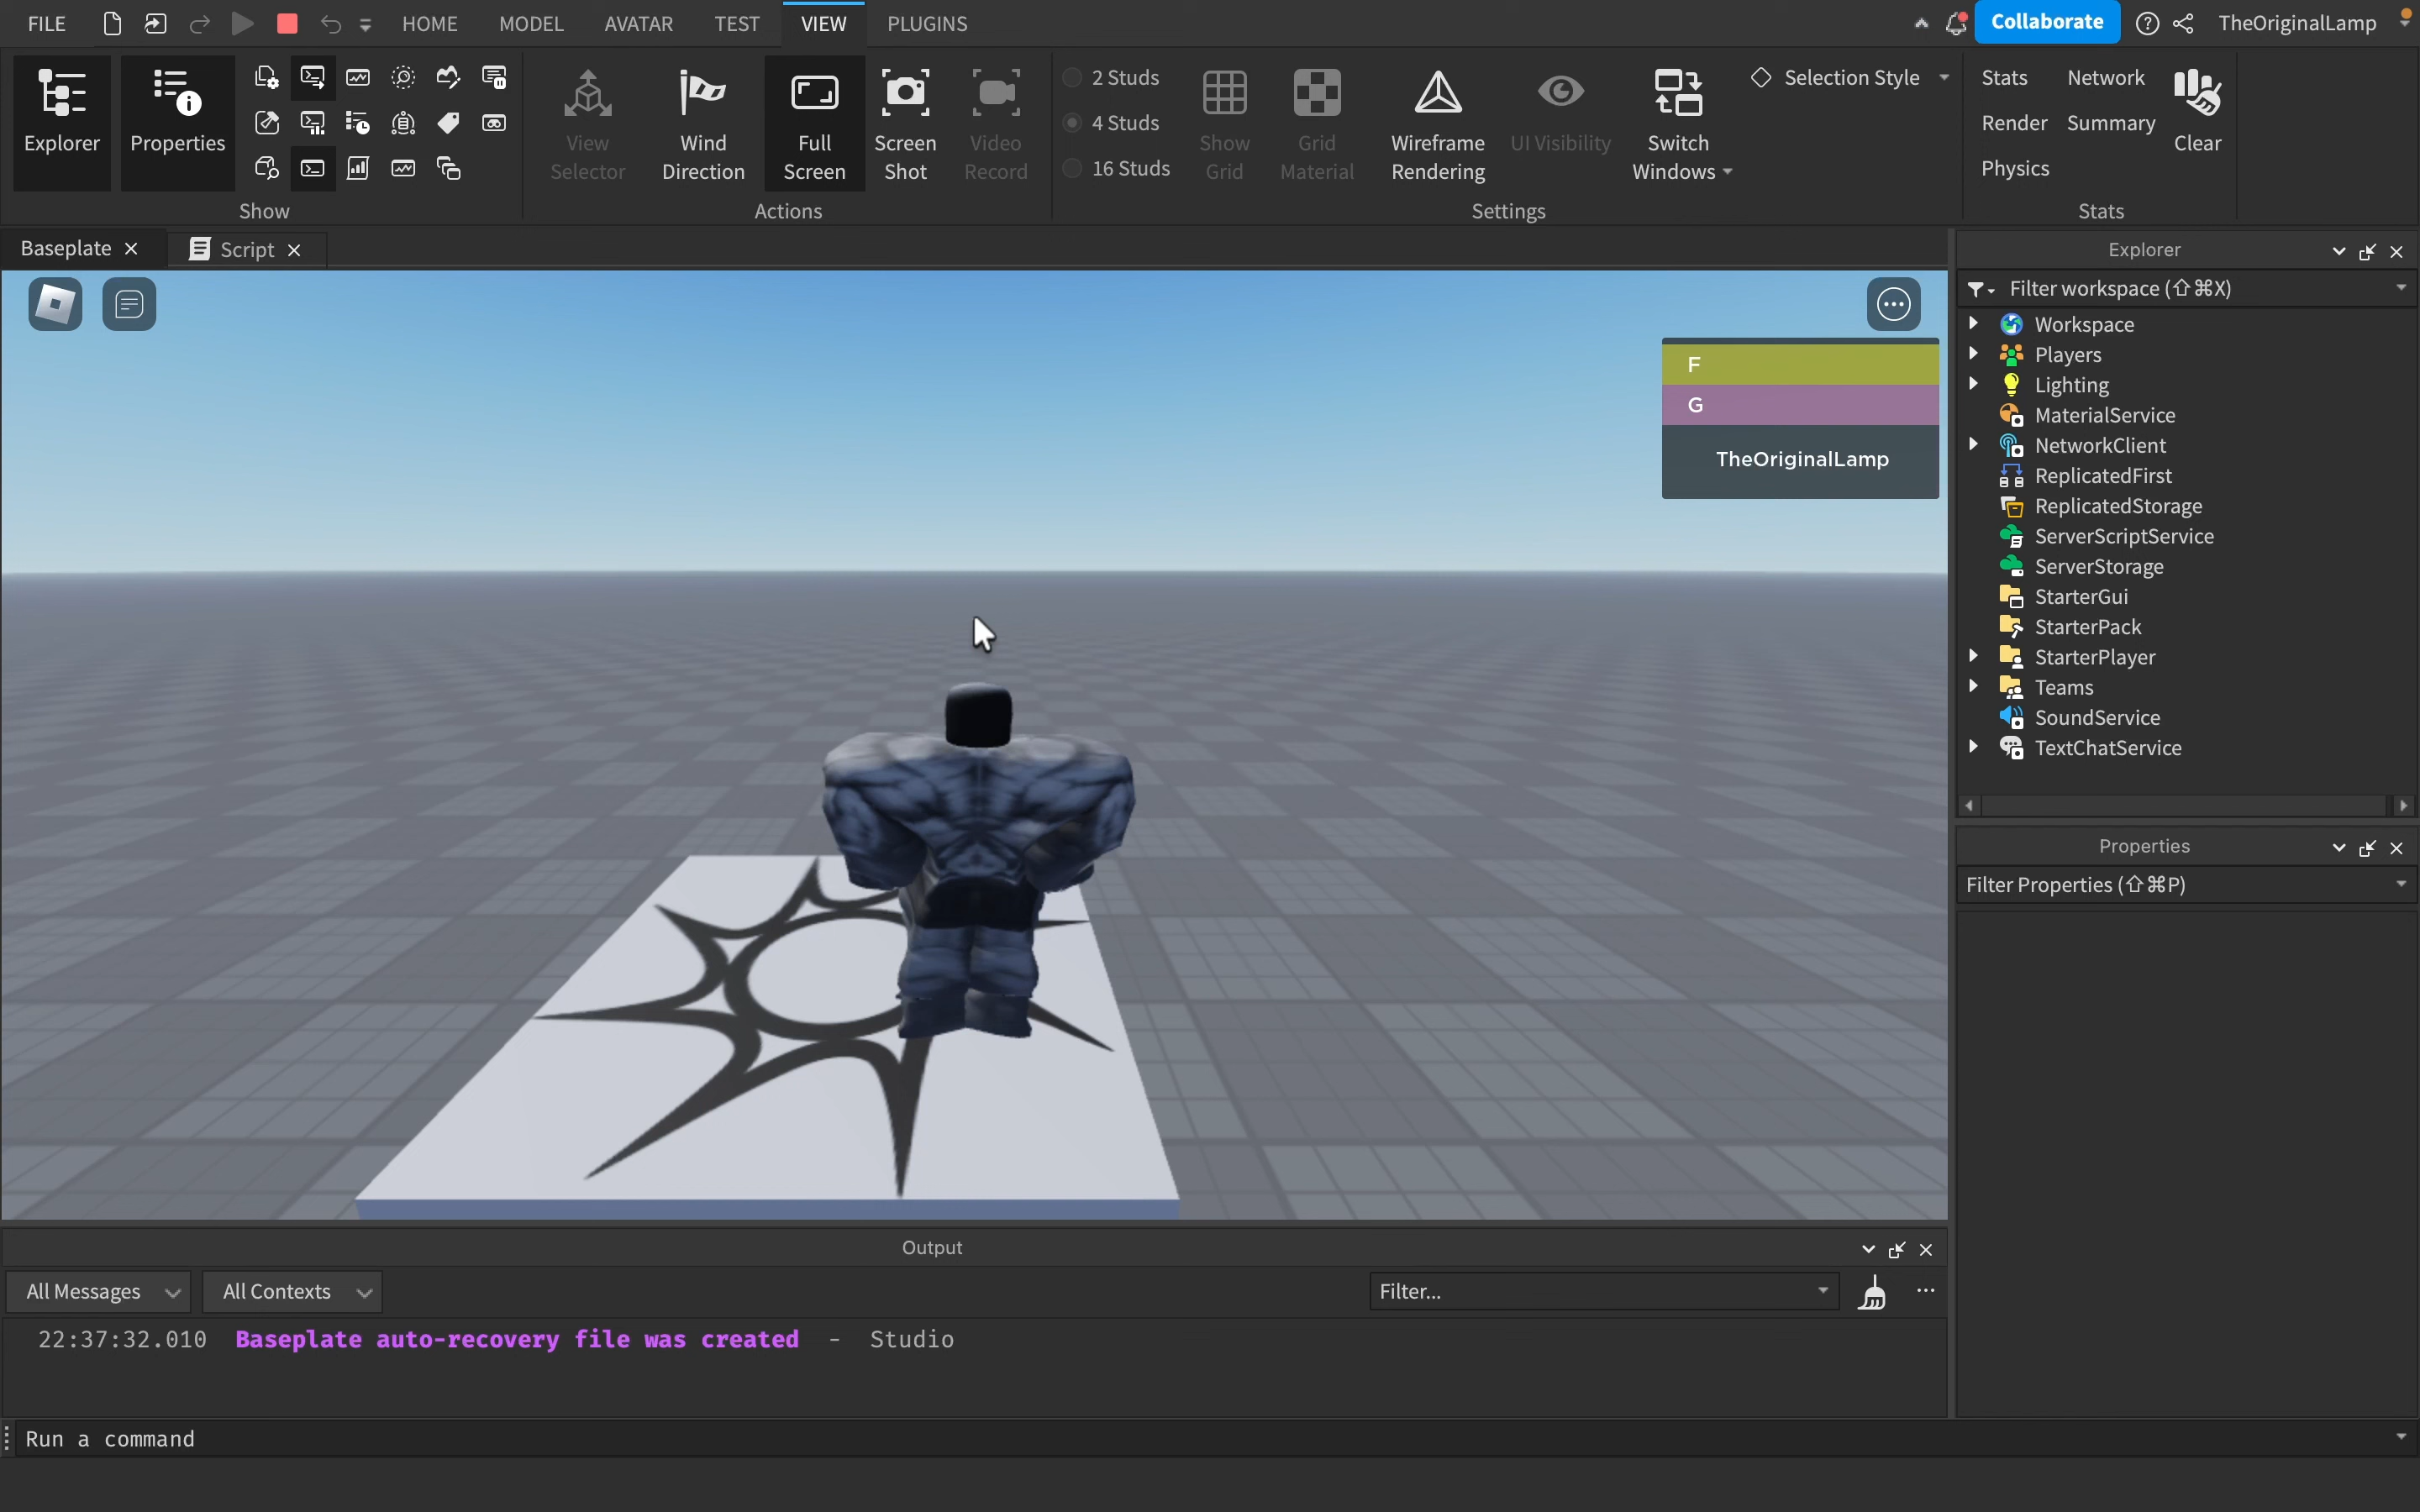 FILE
HOME
MODEL
AVATAR
TEST
VIEW
PLUGINS
Collaborate
TheOriginalLamp
Explorer
Properties
Show
View
Selector
Wind
Direction
Full
Screen
Screen
Shot
Video
Record
Actions
2 Studs
4 Studs
16 Studs
Show
Grid
Grid
Material
Wireframe
Rendering
UI Visibility
Switch
Windows
Selection Style
Settings
Stats
Network
Render
Summary
Physics
Clear
Stats
Baseplate
Script
F
G
TheOriginalLamp
Explorer
Filter workspace (⇧⌘X)
Workspace
Players
Lighting
MaterialService
NetworkClient
ReplicatedFirst
ReplicatedStorage
ServerScriptService
ServerStorage
StarterGui
StarterPack
StarterPlayer
Teams
SoundService
TextChatService
Properties
Filter Properties (⇧⌘P)
Output
All Messages
All Contexts
Filter...
22:37:32.010 Baseplate auto-recovery file was created - Studio
Run a command